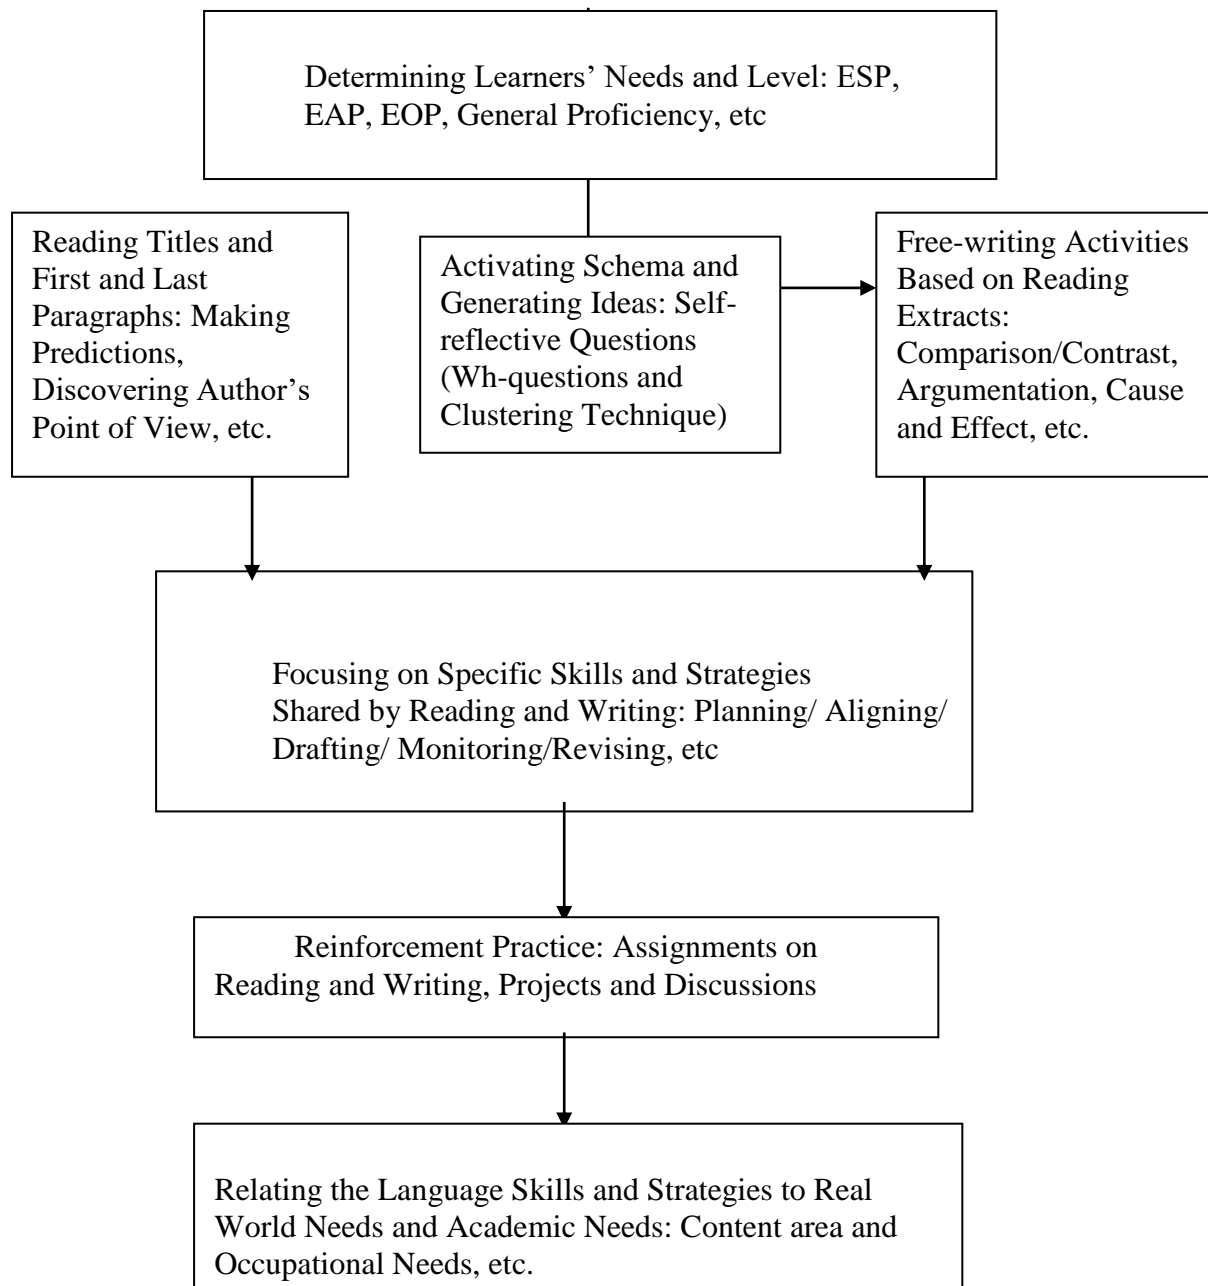 Determining Learners’ Needs and Level: ESP,
EAP, EOP, General Proficiency, etc
Reading Titles and
First and Last
Paragraphs: Making
Predictions,
Discovering Author’s
Point of View, etc.
Activating Schema and
Generating Ideas: Self-
reflective Questions
(Wh-questions and
Clustering Technique)
Free-writing Activities
Based on Reading
Extracts:
Comparison/Contrast,
Argumentation, Cause
and Effect, etc.
Focusing on Specific Skills and Strategies
Shared by Reading and Writing: Planning/ Aligning/
Drafting/ Monitoring/Revising, etc
Reinforcement Practice: Assignments on
Reading and Writing, Projects and Discussions
Relating the Language Skills and Strategies to Real
World Needs and Academic Needs: Content area and
Occupational Needs, etc.